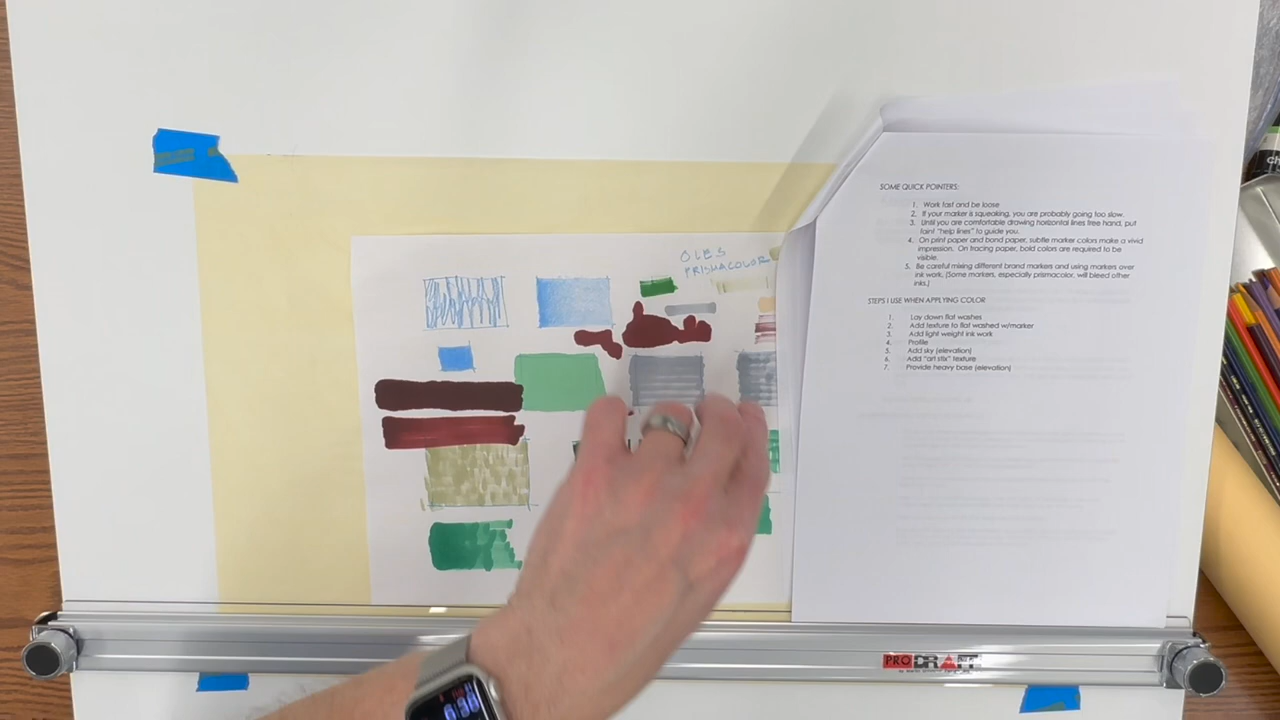 OLES
PRISMACOLOR
SOME QUICK POINTERS:
1. Work fast and be loose
2. If your marker is squeaking, you are probably going too slow.
3. Until you are comfortable drawing horizontal lines free hand, put
faint "help lines" to guide you.
4. On print paper and bond paper, subtle marker colors make a vivid
impression. On tracing paper, bold colors are required to be
visible.
5. Be careful mixing different brand markers and using markers over
ink work. (Some markers, especially prismacolor, will bleed other
inks.)
STEPS I USE WHEN APPLYING COLOR
1. Lay down flat washes
2. Add texture to flat washed w/marker
3. Add light weight ink work
4. Profile
5. Add sky (elevation)
6. Add "art stix" texture
7. Provide heavy base (elevation)
PRO DRAFT